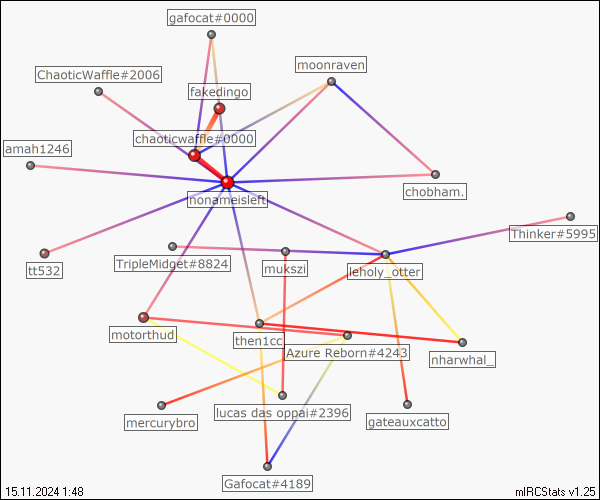 gafocat#0000
moonraven
ChaoticWaffle#2006
fakedingo
chaoticwaffle#0000
amah1246
chobham.
nonameisleft
Thinker#5995
TripleMidget#8824
mukszi
leholy_otter
tt532
motorthud
then1cc
Azure Reborn#4243
nharwhal_
lucas das oppai#2396
mercurybro
gateauxcatto
Gafocat#4189
15.11.2024 1:48
mIRCStats v1.25